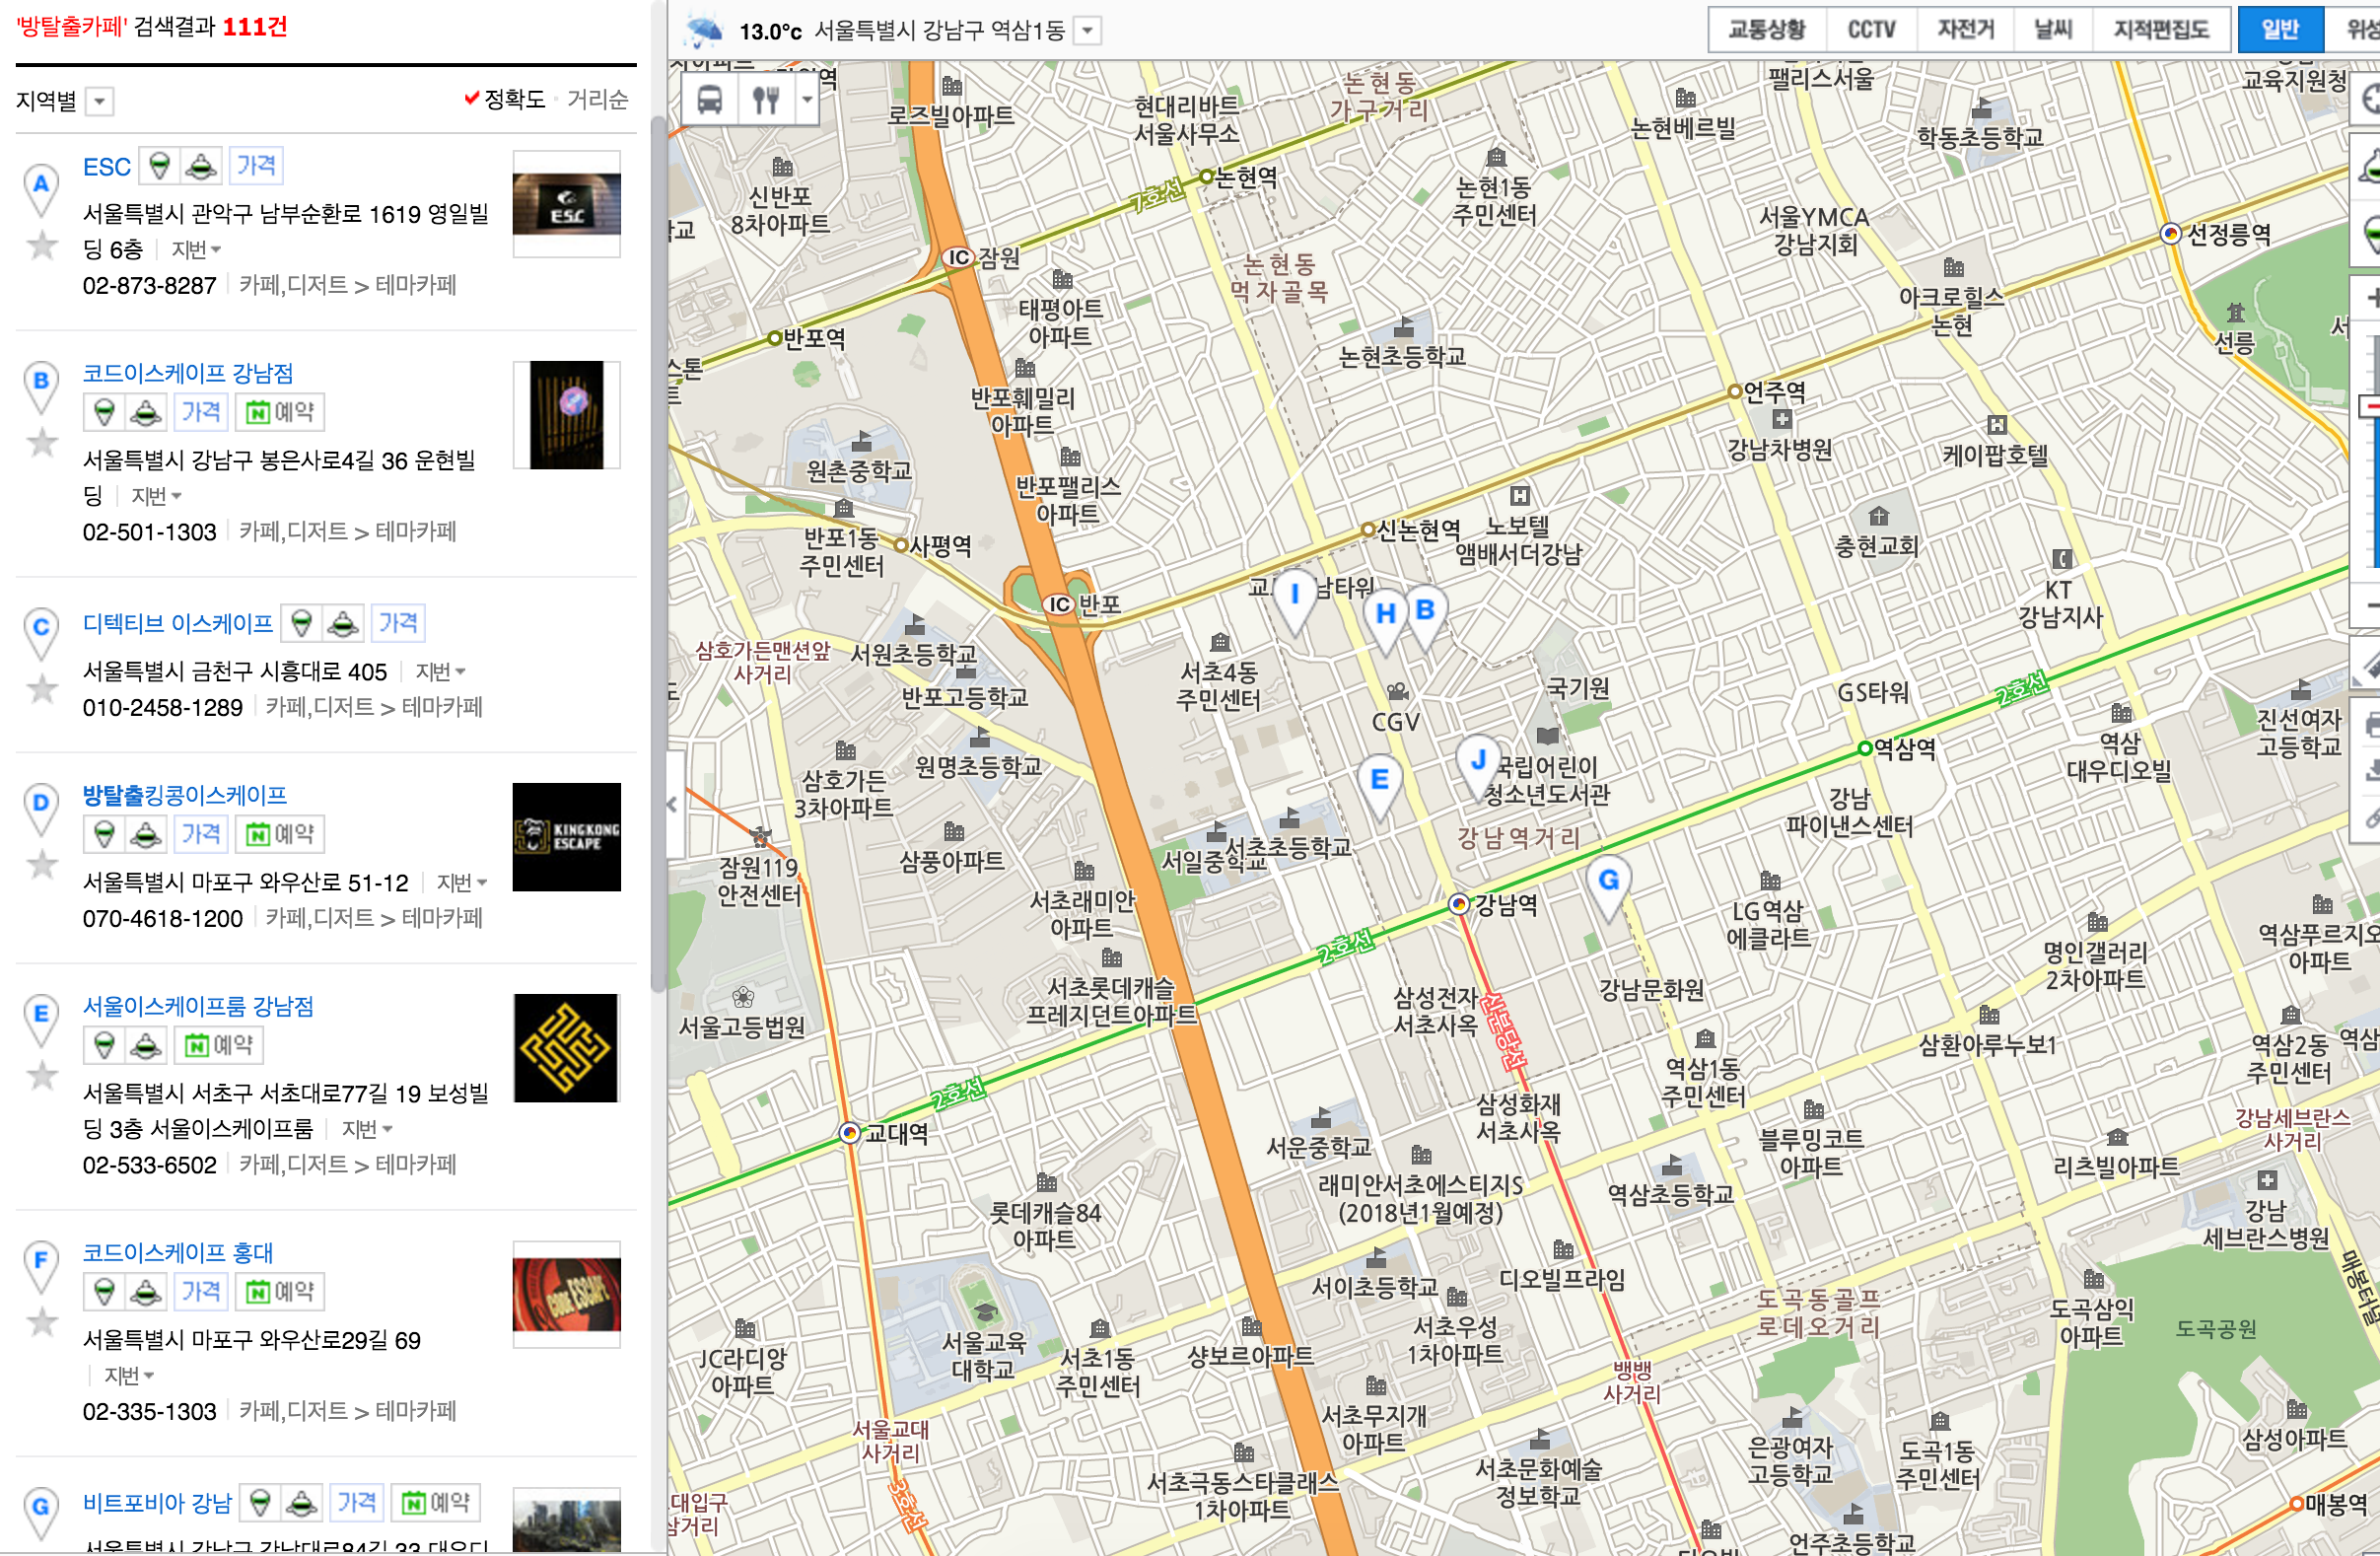 '방탈출카페' 검색결과 111건
지역별
정확도 · 거리순
A
ESC
가격
서울특별시 관악구 남부순환로 1619 영일빌
딩 6층 지번
02-873-8287 카페,디저트 > 테마카페
ESC
B
코드이스케이프 강남점
가격 N예약
서울특별시 강남구 봉은사로4길 36 운현빌
딩 지번
02-501-1303 카페,디저트 > 테마카페
C
디텍티브 이스케이프 가격
서울특별시 금천구 시흥대로 405 지번
010-2458-1289 카페,디저트 > 테마카페
D
방탈출킹콩이스케이프
가격 N예약
서울특별시 마포구 와우산로 51-12 지번
070-4618-1200 카페,디저트 > 테마카페
KINGKONG
ESCAPE
E
서울이스케이프룸 강남점
N예약
서울특별시 서초구 서초대로77길 19 보성빌
딩 3층 서울이스케이프룸 지번
02-533-6502 카페,디저트 > 테마카페
F
코드이스케이프 홍대
가격 N예약
서울특별시 마포구 와우산로29길 69
지번
02-335-1303 카페,디저트 > 테마카페
CODE ESCAPE
G
비트포비아 강남 가격 N예약
서울특별시 강남구 강남대로84길 33 대우디
13.0°c 서울특별시 강남구 역삼1동
교통상황 CCTV 자전거 날씨 지적편집도 일반
로즈빌아파트
현대리바트
서울사무소
논현동
가구거리
논현베르빌
팰리스서울
학동초등학교
교육지원청
신반포
8차아파트
7호선
논현역
논현1동
주민센터
서울YMCA
강남지회
선정릉역
IC 잠원
논현동
먹자골목
태평아트
아파트
아크로힐스
논현
선릉
반포역
논현초등학교
반포훼밀리
아파트
언주역
강남차병원
케이팝호텔
원촌중학교
반포팰리스
아파트
반포1동
주민센터
사평역
신논현역
노보텔
앰배서더강남
충현교회
KT
강남지사
IC 반포
I
H
B
삼호가든맨션앞
사거리
서원초등학교
반포고등학교
서초4동
주민센터
국기원
CGV
GS타워
2호선
진선여자
고등학교
역삼역
역삼
대우디오빌
원명초등학교
삼호가든
3차아파트
E
J
국립어린이
청소년도서관
강남
파이낸스센터
강남역거리
잠원119
안전센터
삼풍아파트
서일중학교
서초초등학교
서초래미안
아파트
강남역
G
LG역삼
에클라트
명인갤러리
2차아파트
역삼푸르지오
아파트
2호선
서울고등법원
서초롯데캐슬
프레지던트아파트
삼성전자
서초사옥
신분당선
강남문화원
역삼1동
주민센터
삼환아루누보1
역삼2동
주민센터
2호선
교대역
서운중학교
삼성화재
서초사옥
블루밍코트
아파트
리츠빌아파트
강남세브란스
사거리
래미안서초에스티지S
(2018년1월예정)
역삼초등학교
강남
세브란스병원
롯데캐슬84
아파트
서이초등학교
디오빌프라임
도곡동골프
로데오거리
도곡삼익
아파트
도곡공원
매봉터널
JC라디앙
아파트
서울교육
대학교
서초1동
주민센터
샹보르아파트
서초우성
1차아파트
뱅뱅
사거리
서울교대
사거리
서초무지개
아파트
은광여자
고등학교
도곡1동
주민센터
삼성아파트
서초극동스타클래스
1차아파트
서초문화예술
정보학교
3호선
언주초등학교
매봉역